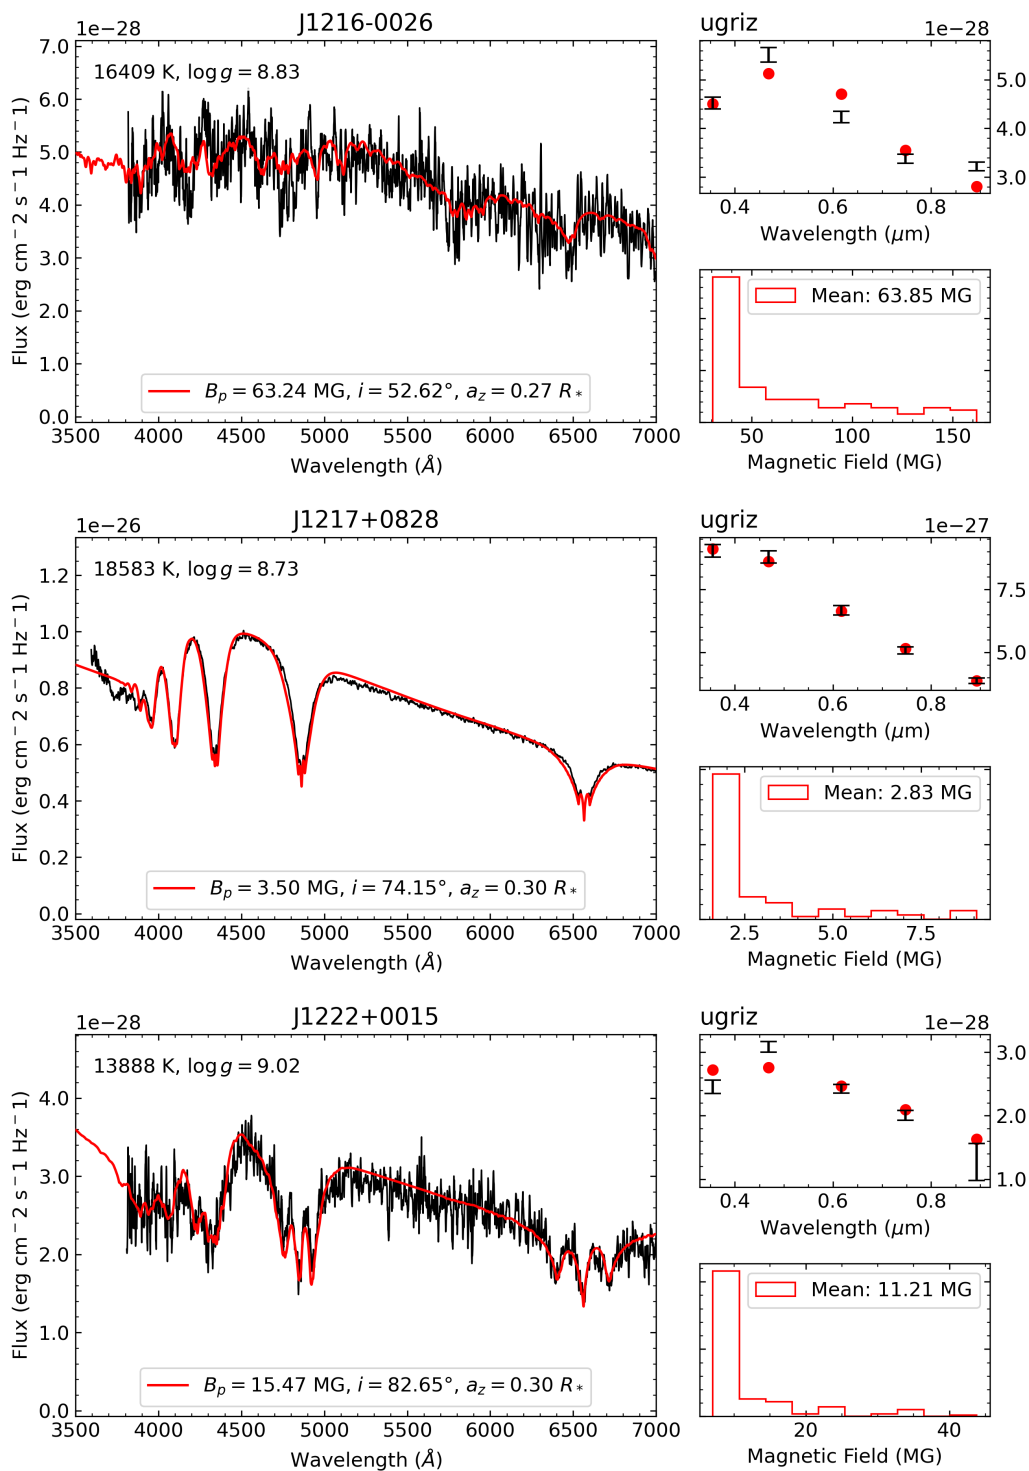 J1216-0026
1e−28
16409 K, log g = 8.83
7.0
6.0
5.0
4.0
3.0
2.0
1.0
0.0
Flux (erg cm−2 s−1 Hz−1)
B_p = 63.24 MG, i = 52.62°, a_z = 0.27 R_*
3500 4000 4500 5000 5500 6000 6500 7000
Wavelength (Å)
ugriz
1e−28
5.0
4.0
3.0
0.4 0.6 0.8
Wavelength (μm)
Mean: 63.85 MG
50 100 150
Magnetic Field (MG)
J1217+0828
1e−26
18583 K, log g = 8.73
1.2
1.0
0.8
0.6
0.4
0.2
0.0
Flux (erg cm−2 s−1 Hz−1)
B_p = 3.50 MG, i = 74.15°, a_z = 0.30 R_*
3500 4000 4500 5000 5500 6000 6500 7000
Wavelength (Å)
ugriz
1e−27
7.5
5.0
0.4 0.6 0.8
Wavelength (μm)
Mean: 2.83 MG
2.5 5.0 7.5
Magnetic Field (MG)
J1222+0015
1e−28
13888 K, log g = 9.02
4.0
3.0
2.0
1.0
0.0
Flux (erg cm−2 s−1 Hz−1)
B_p = 15.47 MG, i = 82.65°, a_z = 0.30 R_*
3500 4000 4500 5000 5500 6000 6500 7000
Wavelength (Å)
ugriz
1e−28
3.0
2.0
1.0
0.4 0.6 0.8
Wavelength (μm)
Mean: 11.21 MG
20 40
Magnetic Field (MG)